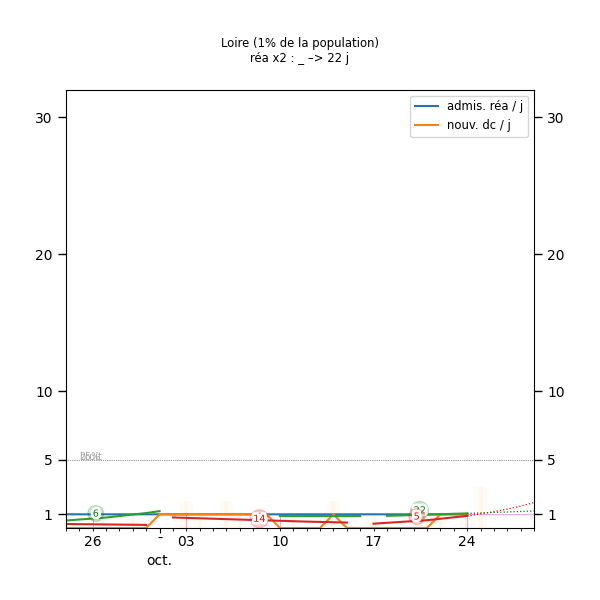 Loire (1% de la population)
réa x2 : _ –> 22 j
admis. réa / j
nouv. dc / j
30 30
20 20
10 10
5 5
25%
6 14 22 5
1 1
26 - 03 10 17 24
oct.